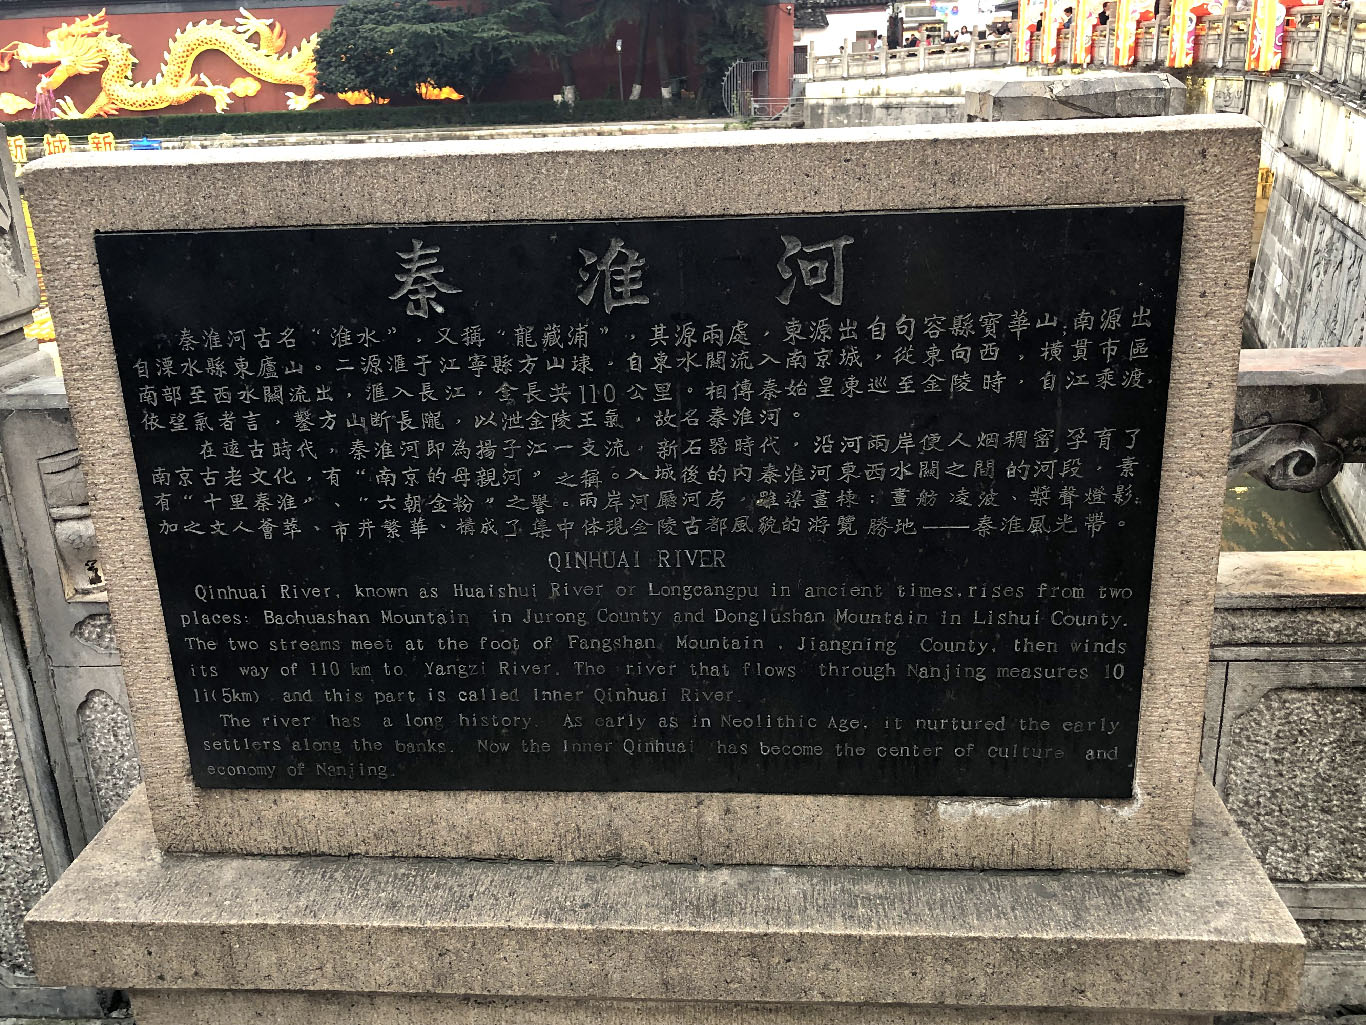 新城新
秦淮河
秦淮河古名“淮水”，又稱“龍藏浦”，其源兩處，東源出自句容縣寶華山，南源出
自溧水縣東廬山。二源滙于江寧縣方山埭，自東水關流入南京城，從東向西，橫貫市區
南部至西水關流出，滙入長江，全長共110公里。相傳秦始皇東巡至金陵時，自江乘渡，
依望氣者言，鑿方山断長隴，以泄金陵王氣，故名秦淮河。
在遠古時代，秦淮河即為揚子江一支流，新石器時代，沿河兩岸便人烟稠密，孕育了
南京古老文化，有“南京的母親河”之稱。入城後的內秦淮河東西水關之間的河段，素
有“十里秦淮”、“六朝金粉”之譽。兩岸河廳河房，雕梁畫棟；畫舫凌波、槳聲燈影，
加之文人薈萃、市井繁華、構成了集中体現金陵古都風貌的游覽勝地——秦淮風光帶。
QINHUAI RIVER
Qinhuai River, known as Huaishui River or Longcangpu in ancient times, rises from two
places: Baohuashan Mountain in Jurong County and Donglushan Mountain in Lishui County.
The two streams meet at the foot of Fangshan Mountain, Jiangning County, then winds
its way of 110 km to Yangzi River. The river that flows through Nanjing measures 10
li(5km) and this part is called Inner Qinhuai River.
The river has a long history. As early as in Neolithic Age, it nurtured the early
settlers along the banks. Now the Inner Qinhuai has become the center of culture and
economy of Nanjing.